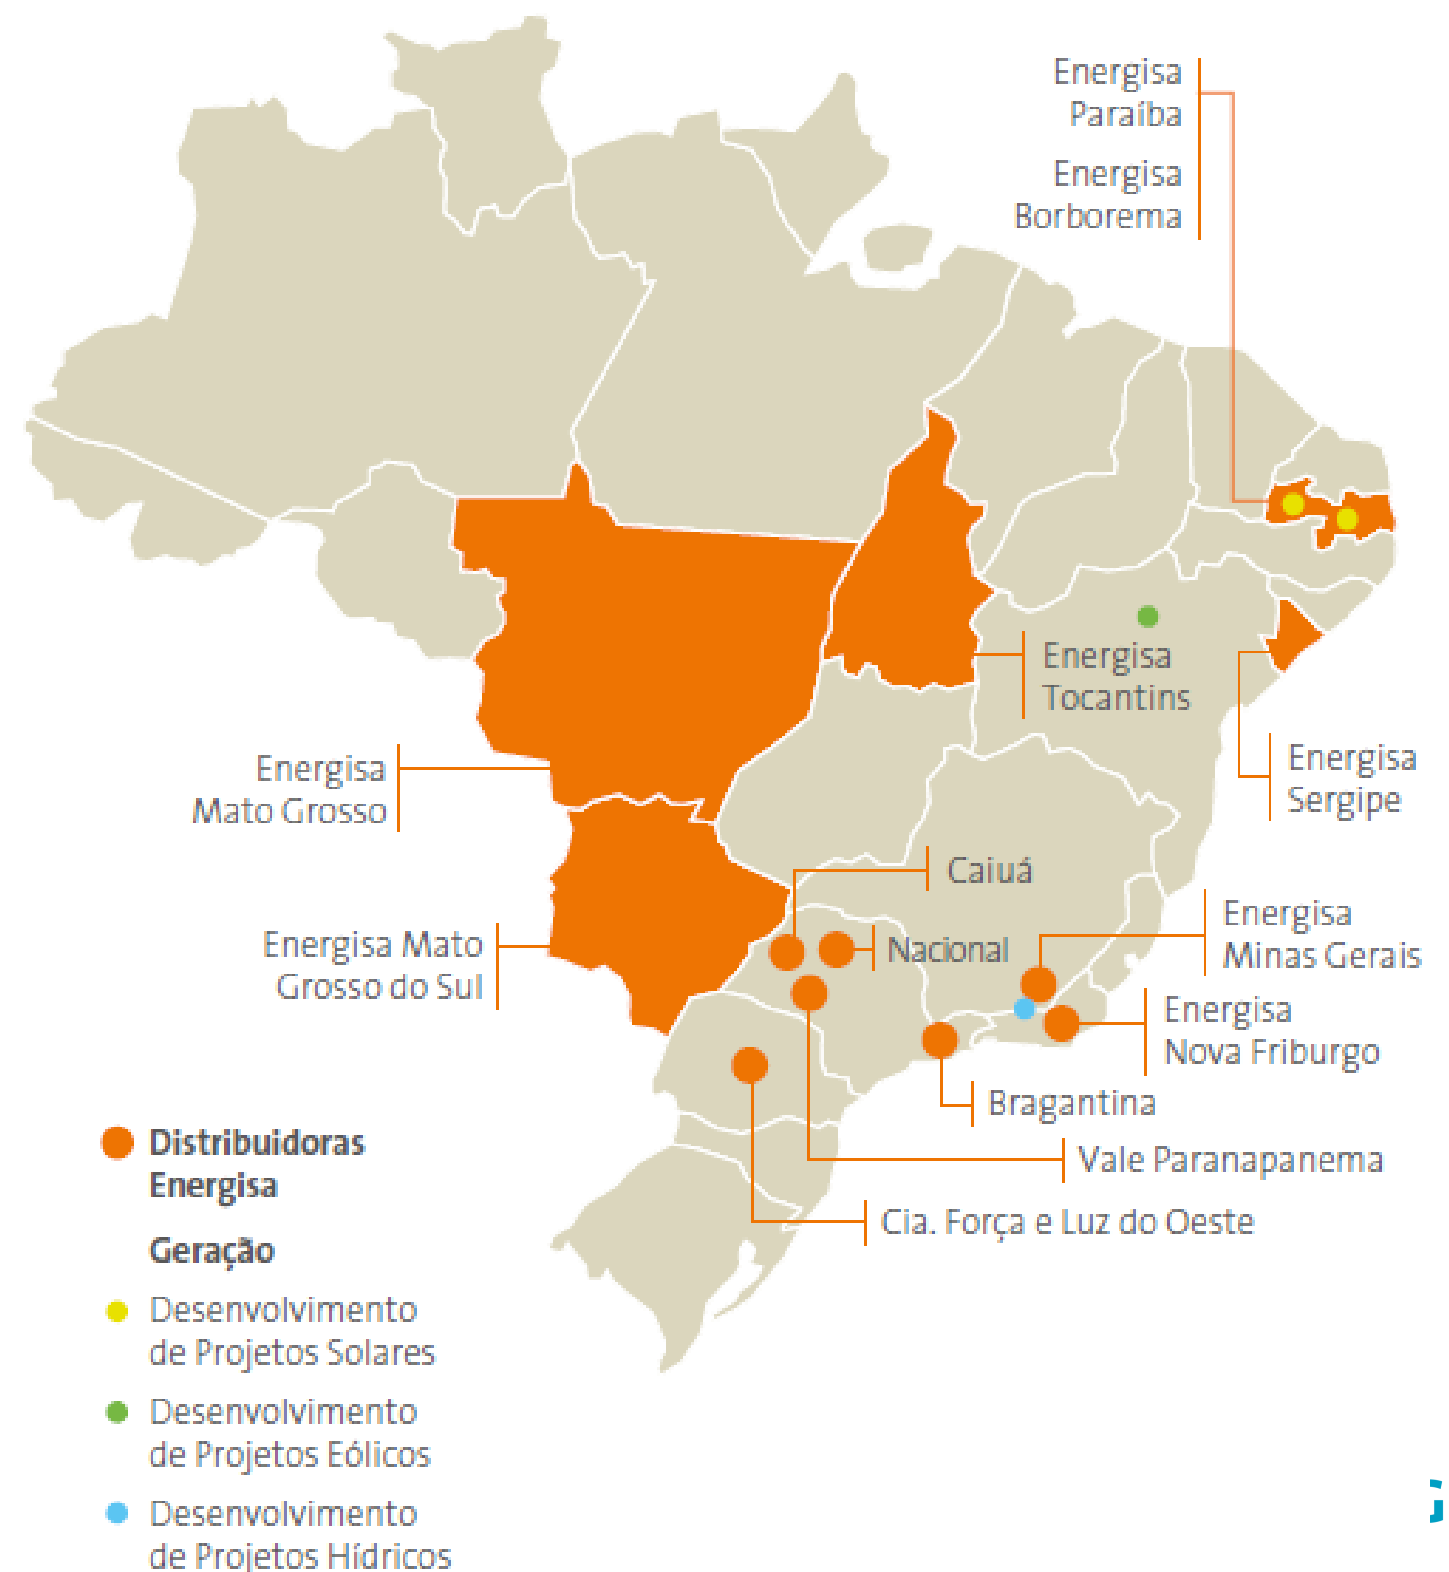 Energisa
Paraíba
Energisa
Borborema
Energisa
Tocantins
Energisa
Sergipe
Energisa
Mato Grosso
Caiuá
Energisa
Minas Gerais
Energisa Mato
Grosso do Sul
Nacional
Energisa
Nova Friburgo
Bragantina
Vale Paranapanema
Cia. Força e Luz do Oeste
Distribuidoras
Energisa
Geração
Desenvolvimento
de Projetos Solares
Desenvolvimento
de Projetos Eólicos
Desenvolvimento
de Projetos Hídricos